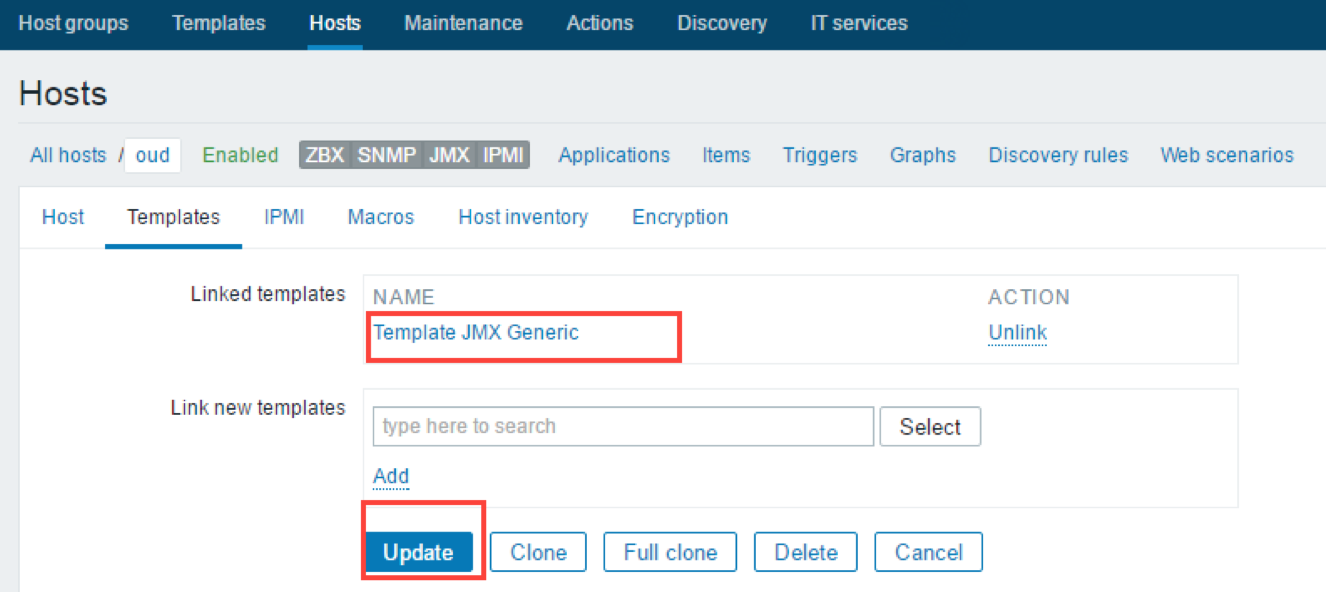 Host groups Templates Hosts Maintenance Actions Discovery IT services
Hosts
All hosts / oud Enabled ZBX SNMP JMX IPMI Applications Items Triggers Graphs Discovery rules Web scenarios
Host Templates IPMI Macros Host inventory Encryption
Linked templates NAME ACTION
Template JMX Generic Unlink
Link new templates
type here to search Select
Add
Update Clone Full clone Delete Cancel